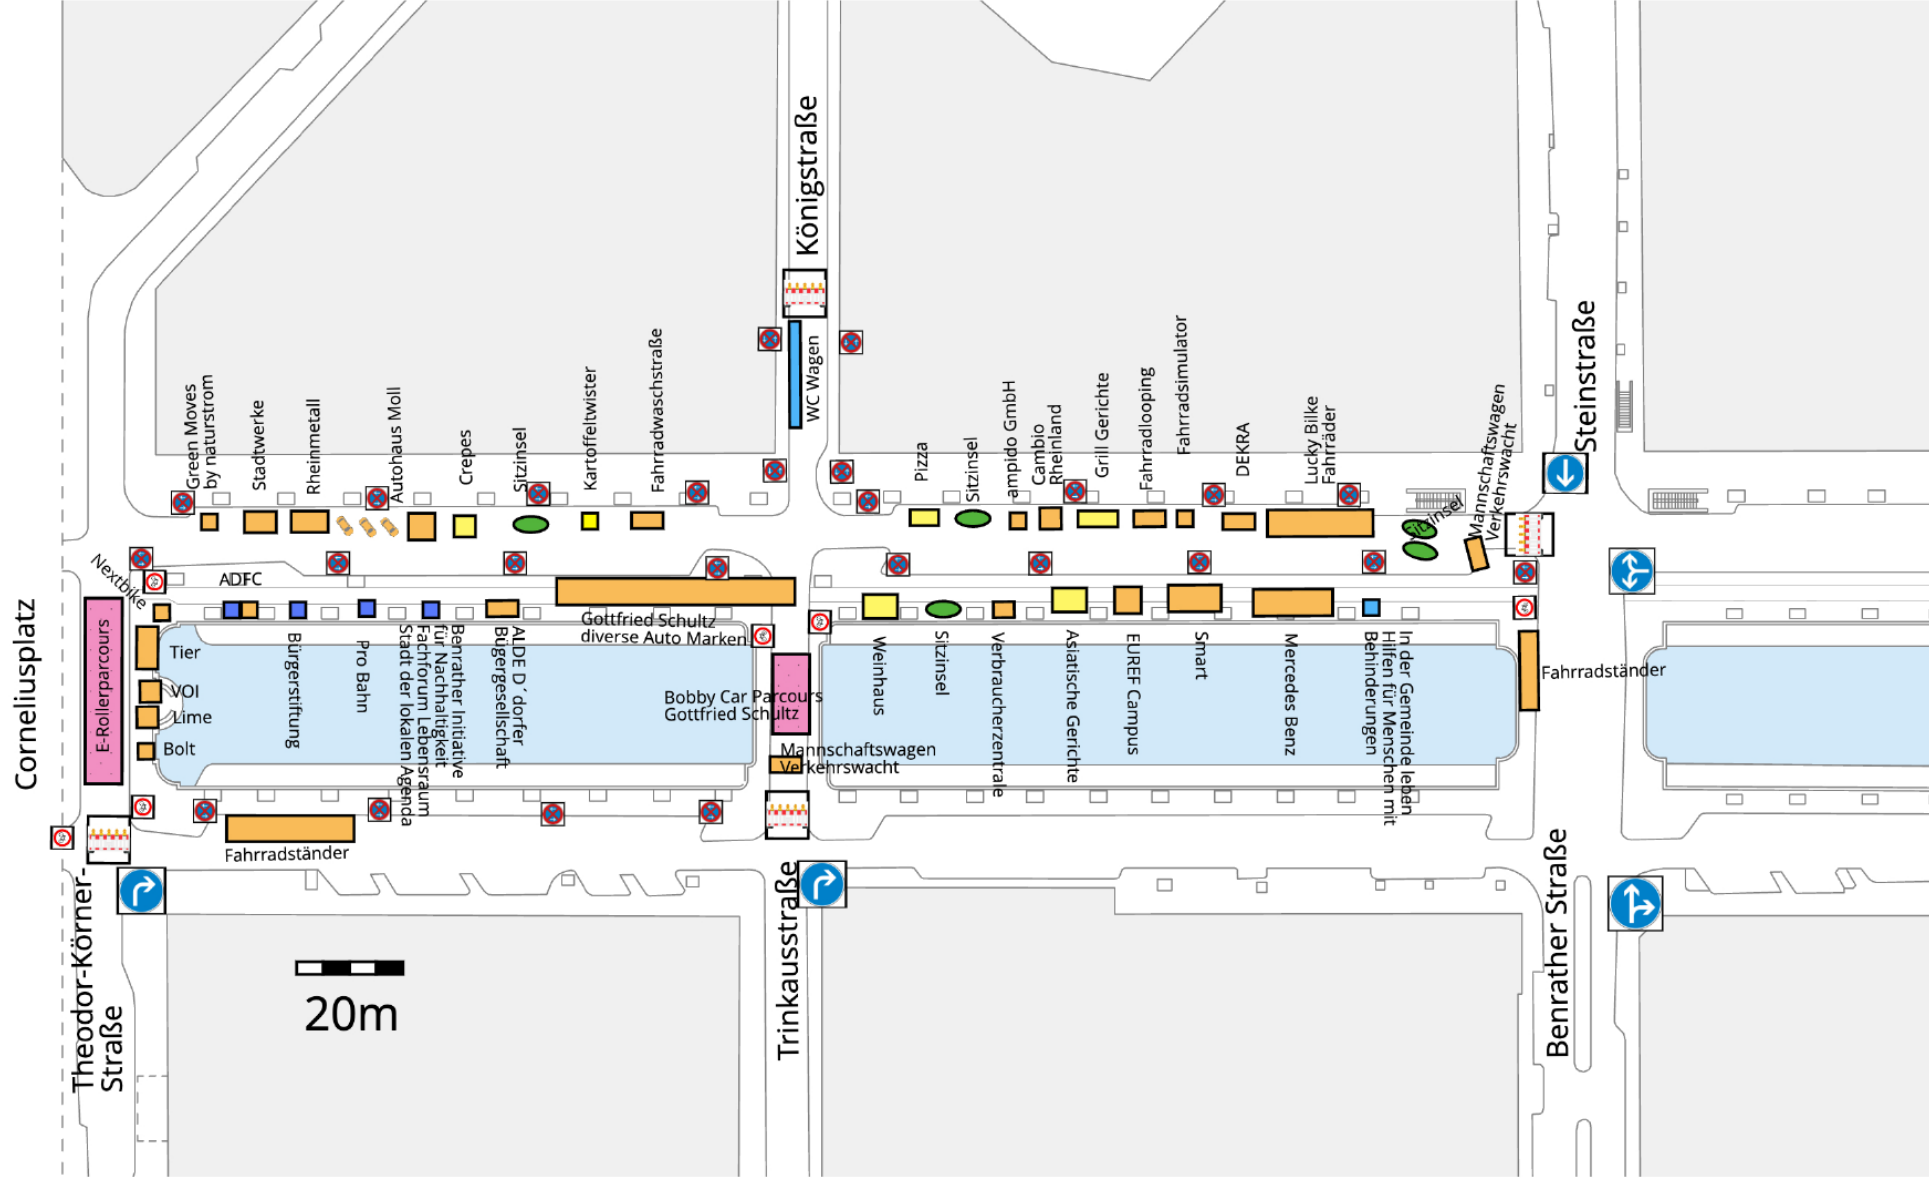 Königstraße
Steinstraße
WC Wagen
Green Moves
by naturstrom
Stadtwerke
Rheinmetall
Autohaus Moll
Crepes
Sitzinsel
Kartoffeltwister
Fahrradwaschstraße
Pizza
Sitzinsel
ampido GmbH
Cambio
Rheinland
Grill Gerichte
Fahrradlooping
Fahrradsimulator
DEKRA
Lucky Bilke
Fahrräder
Sitzinsel
Mannschaftswagen
Verkehrswacht
Nextbike
ADFC
Corneliusplatz
E-Rollerparcours
Tier
VOI
Lime
Bolt
Bürgerstiftung
Pro Bahn
Benrather Initiative
für Nachhaltigkeit
Fachforum Lebensraum
Stadt der lokalen Agenda
ALDE D´dorfer
Bügergesellschaft
Gottfried Schultz
diverse Auto Marken
Bobby Car Parcours
Gottfried Schultz
Mannschaftswagen
Verkehrswacht
Weinhaus
Sitzinsel
Verbraucherzentrale
Asiatische Gerichte
EUREF Campus
Smart
Mercedes Benz
In der Gemeinde leben
Hilfen für Menschen mit
Behinderungen
Fahrradständer
Fahrradständer
Theodor-Körner-
Straße
Trinkausstraße
Benrather Straße
20m